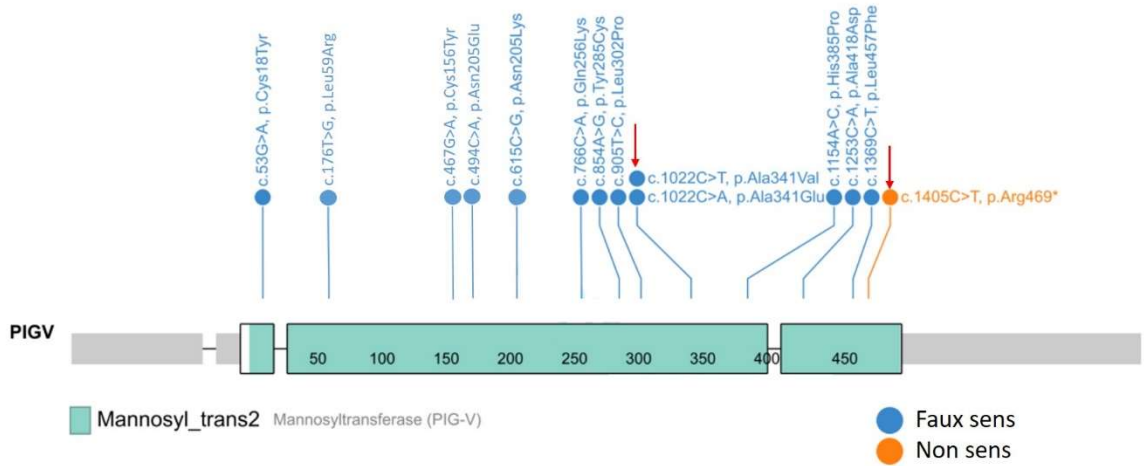 c.53G>A, p.Cys18Tyr
c.176T>G, p.Leu59Arg
c.467G>A, p.Cys156Tyr
c.494C>A, p.Asn205Glu
c.615C>G, p.Asn205Lys
c.766C>A, p.Gln256Lys
c.854A>G, p.Tyr285Cys
c.905T>C, p.Leu302Pro
c.1022C>T, p.Ala341Val
c.1022C>A, p.Ala341Glu
c.1154A>C, p.His385Pro
c.1253C>A, p.Ala418Asp
c.1369C>T, p.Leu457Phe
c.1405C>T, p.Arg469*
PIGV
50 100 150 200 250 300 350 400 450
Mannosyl_trans2 Mannosyltransferase (PIG-V)
Faux sens
Non sens